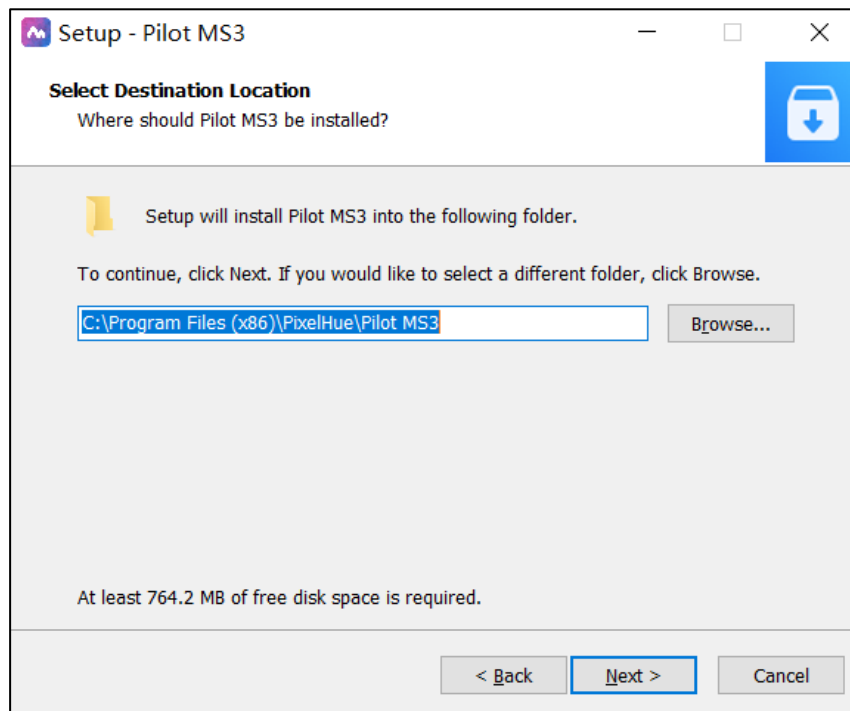 Setup - Pilot MS3
Select Destination Location
Where should Pilot MS3 be installed?
Setup will install Pilot MS3 into the following folder.
To continue, click Next. If you would like to select a different folder, click Browse.
C:\Program Files (x86)\PixelHue\Pilot MS3
Browse...
At least 764.2 MB of free disk space is required.
< Back
Next >
Cancel